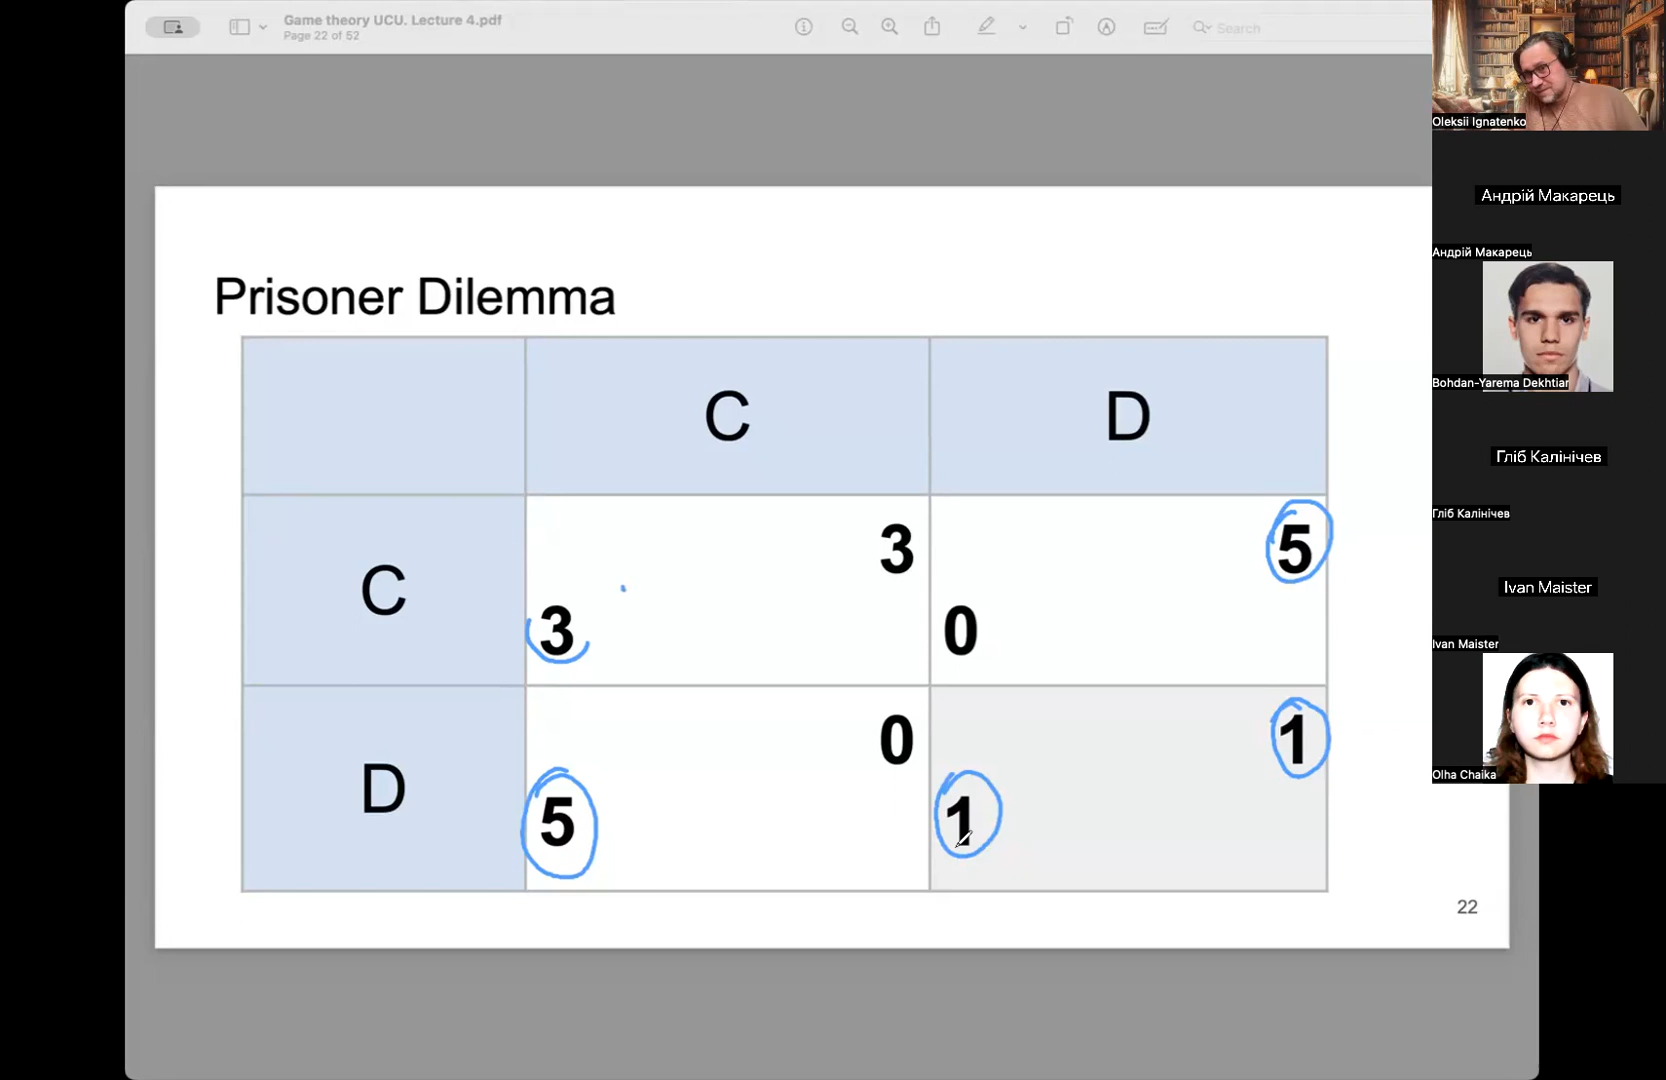 Game theory UCU. Lecture 4.pdf
Page 22 of 52
Search
Prisoner Dilemma
C D
C 3 3 0 5
D 5 0 1 1
22
Oleksii Ignatenko
Андрій Макарець
Андрій Макарець
Bohdan-Yarema Dekhtiar
Гліб Калінічев
Гліб Калінічев
Ivan Maister
Ivan Maister
Olha Chaika